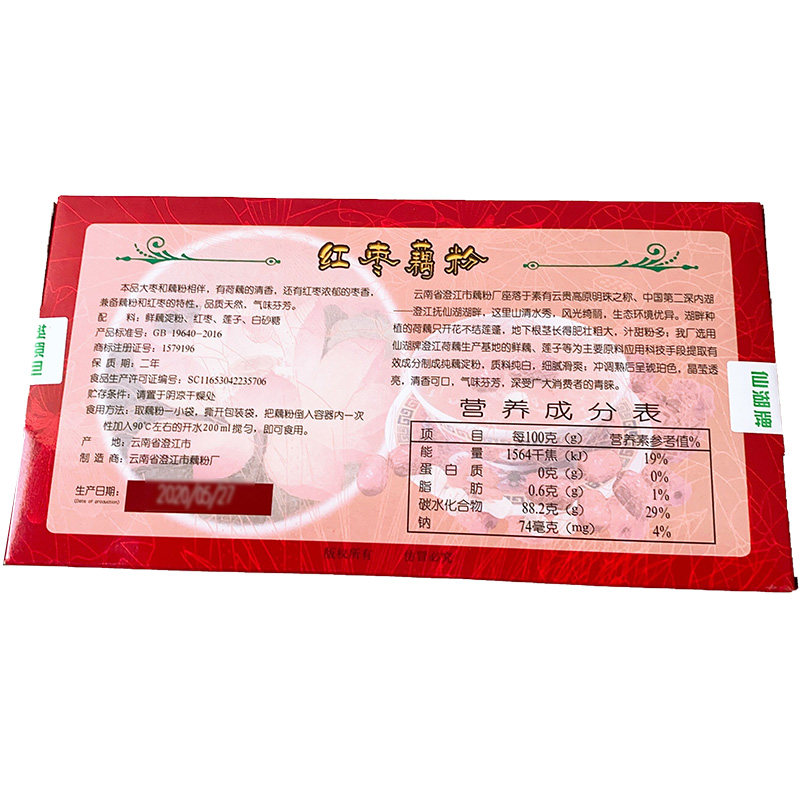 红枣藕粉
本品大枣和藕粉相伴，有荷藕的清香，还有红枣浓郁的枣香，
兼备藕粉和红枣的特性，品质天然，气味芬芳。
配 料：鲜藕淀粉、红枣、莲子、白砂糖
产品标准号：GB 19640-2016
商标注册证号：1579196
保 质 期：二年
食品生产许可证编号：SC11653042235706
贮存条件：请置于明凉干燥处
食用方法：取藕粉一小袋，撕开包装袋，把藕粉倒入容器内一次
性加入90℃左右的开水200ml搅匀，即可食用。
产 地：云南省澄江市
制 造 商：云南省澄江市藕粉厂
生产日期：
(Date of production)
2020/05/27
云南省澄江市藕粉厂座落于素有云贵高原明珠之称、中国第二深内湖
——澄江抚仙湖湖畔，这里山清水秀，风光绮丽，生态环境优异。湖畔种
植的荷藕只开花不结莲蓬，地下根茎长得肥壮粗大，汁甜粉多；我厂选用
仙湖牌澄江荷藕生产基地的鲜藕、莲子等为主要原料应用科技手段提取有
效成分制成纯藕淀粉，质料纯白，细腻滑爽；冲调熟后呈琥珀色，晶莹透
亮，清香可口，气味芬芳，深受广大消费者的青睐。
营养成分表
项 目 每100克（g） 营养素参考值%
能 量 1564千焦（kJ） 19%
蛋 白 质 0克（g） 0%
脂 肪 0.6克（g） 1%
碳水化合物 88.2克（g） 29%
钠 74毫克（mg） 4%
版权所有 仿冒必究
仙湖牌